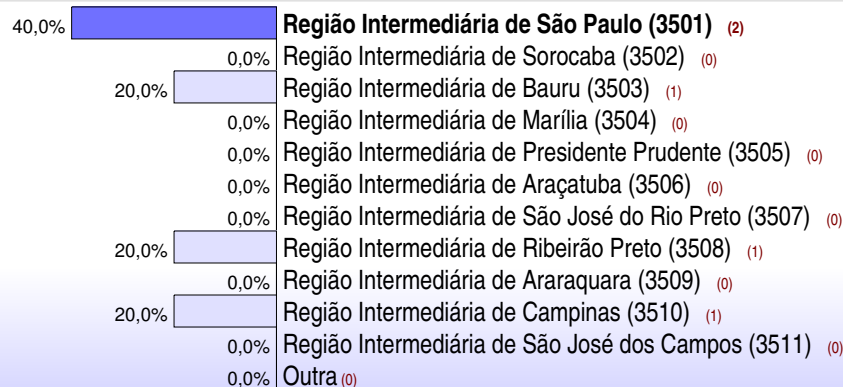 40,0% Região Intermediária de São Paulo (3501) (2)
0,0% Região Intermediária de Sorocaba (3502) (0)
20,0% Região Intermediária de Bauru (3503) (1)
0,0% Região Intermediária de Marília (3504) (0)
0,0% Região Intermediária de Presidente Prudente (3505) (0)
0,0% Região Intermediária de Araçatuba (3506) (0)
0,0% Região Intermediária de São José do Rio Preto (3507) (0)
20,0% Região Intermediária de Ribeirão Preto (3508) (1)
0,0% Região Intermediária de Araraquara (3509) (0)
20,0% Região Intermediária de Campinas (3510) (1)
0,0% Região Intermediária de São José dos Campos (3511) (0)
0,0% Outra (0)